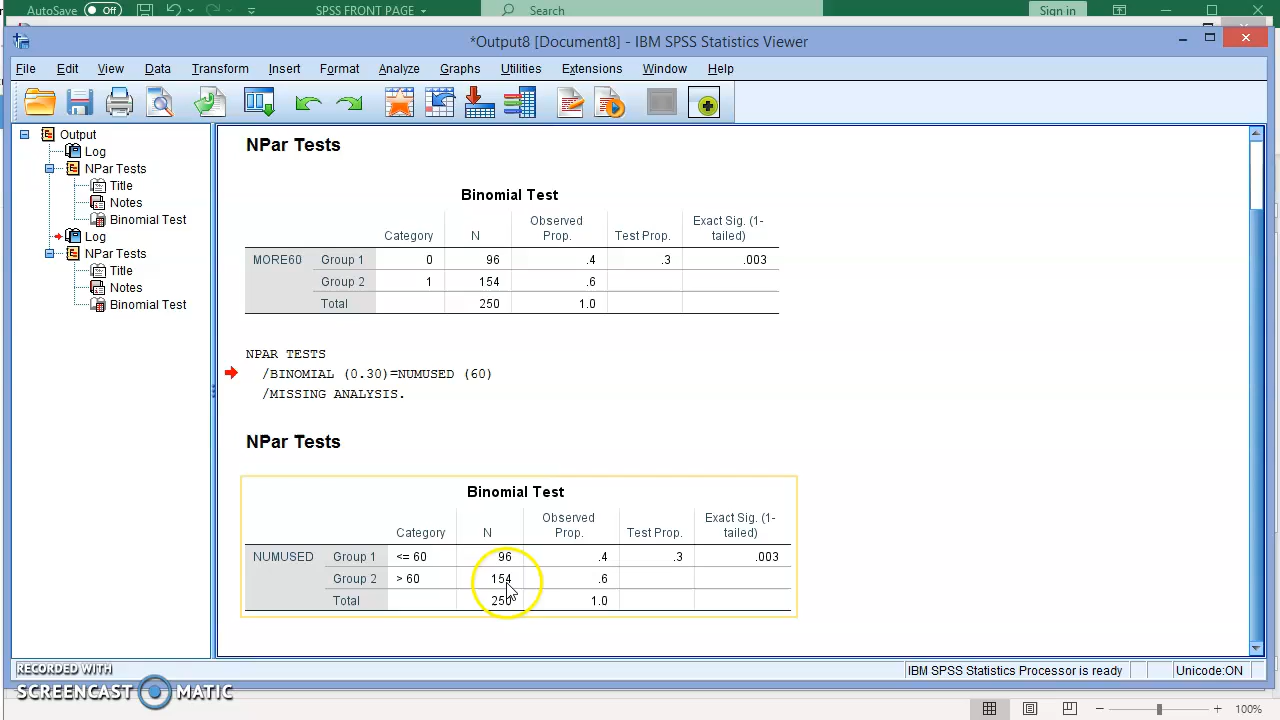 AutoSave Off SPSS FRONT PAGE Search Sign in
*Output8 [Document8] - IBM SPSS Statistics Viewer
File Edit View Data Transform Insert Format Analyze Graphs Utilities Extensions Window Help
Output
Log
NPar Tests
Title
Notes
Binomial Test
Log
NPar Tests
Title
Notes
Binomial Test
NPar Tests
Binomial Test
Category N Observed Prop. Test Prop. Exact Sig. (1-tailed)
MORE60 Group 1 0 96 .4 .3 .003
Group 2 1 154 .6
Total 250 1.0
NPAR TESTS
/BINOMIAL (0.30)=NUMUSED (60)
/MISSING ANALYSIS.
NPar Tests
Binomial Test
Category N Observed Prop. Test Prop. Exact Sig. (1-tailed)
NUMUSED Group 1 <= 60 96 .4 .3 .003
Group 2 > 60 154 .6
Total 250 1.0
IBM SPSS Statistics Processor is ready Unicode:ON
RECORDED WITH
SCREENCAST MATIC
100%